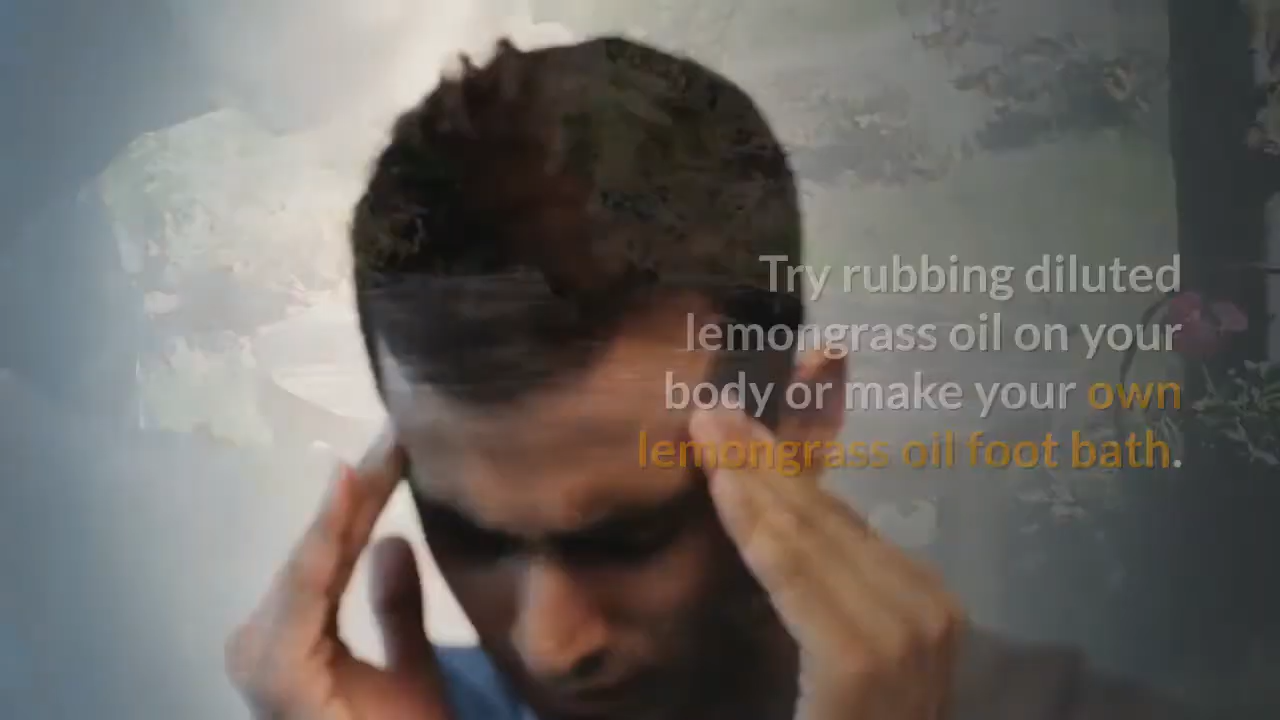 Try rubbing diluted
lemongrass oil on your
body or make your own
lemongrass oil foot bath.